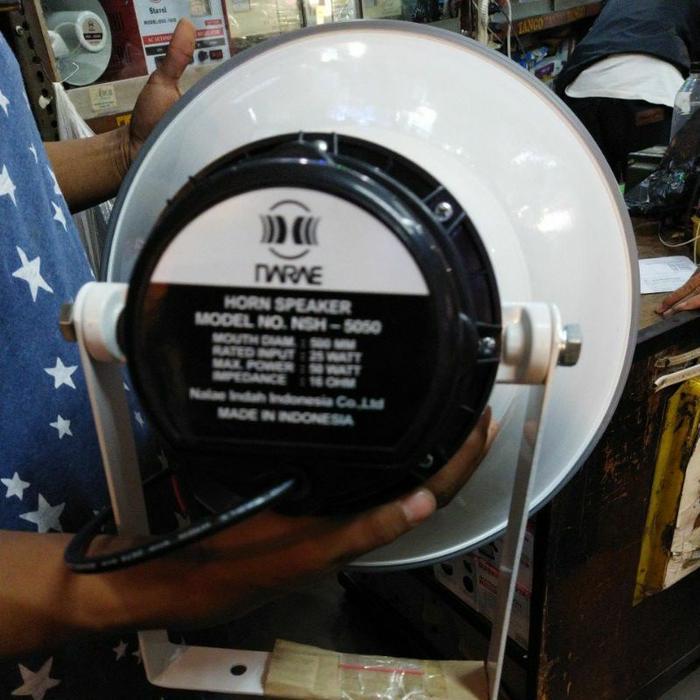 NARAE
HORN SPEAKER
MODEL NO. NSH - 5050
MOUTH DIAM. : 500 MM
RATED INPUT : 25 WATT
MAX. POWER : 50 WATT
IMPEDANCE : 16 OHM
Nalae Indah Indonesia Co.,Ltd
MADE IN INDONESIA